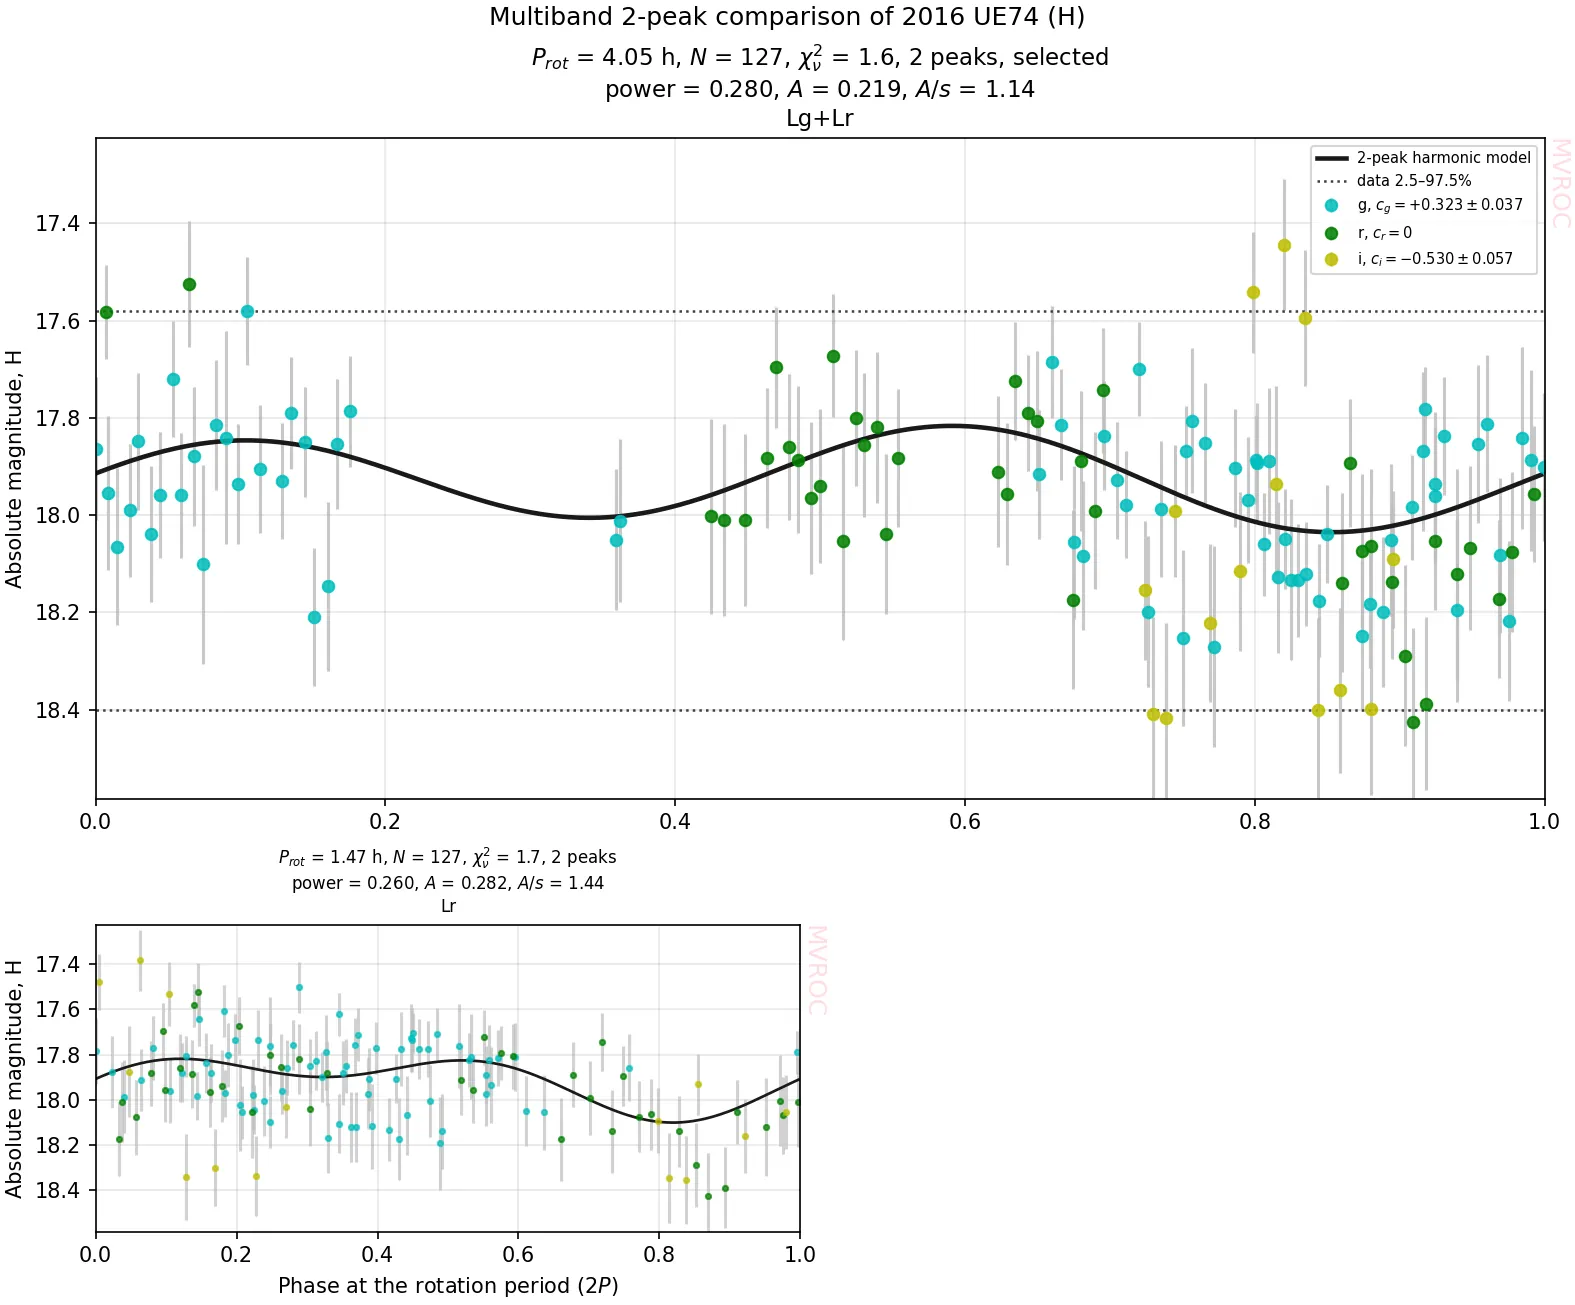 Multiband 2-peak comparison of 2016 UE74 (H)
P_rot = 4.05 h, N = 127, χ²_ν = 1.6, 2 peaks, selected
power = 0.280, A = 0.219, A/s = 1.14
Lg+Lr
2-peak harmonic model
data 2.5–97.5%
g, c_g = +0.323 ± 0.037
r, c_r = 0
i, c_i = −0.530 ± 0.057
MVROC
Absolute magnitude, H
17.4
17.6
17.8
18.0
18.2
18.4
0.0 0.2 0.4 0.6 0.8 1.0
P_rot = 1.47 h, N = 127, χ²_ν = 1.7, 2 peaks
power = 0.260, A = 0.282, A/s = 1.44
Lr
MVROC
Absolute magnitude, H
17.4
17.6
17.8
18.0
18.2
18.4
0.0 0.2 0.4 0.6 0.8 1.0
Phase at the rotation period (2P)